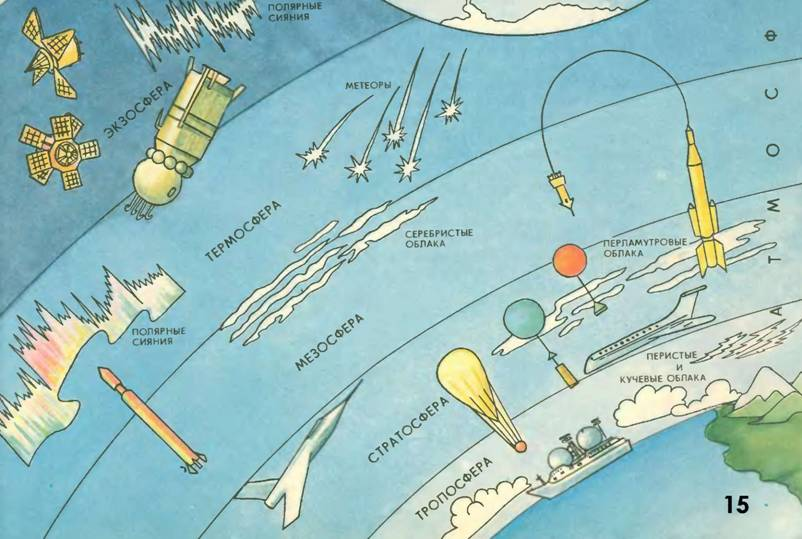 ПОЛЯРНЫЕ
СИЯНИЯ
ЭКЗОСФЕРА
МЕТЕОРЫ
ТЕРМОСФЕРА
СЕРЕБРИСТЫЕ
ОБЛАКА
ПЕРЛАМУТРОВЫЕ
ОБЛАКА
ПОЛЯРНЫЕ
СИЯНИЯ
МЕЗОСФЕРА
ПЕРИСТЫЕ
И
КУЧЕВЫЕ ОБЛАКА
СТРАТОСФЕРА
ТРОПОСФЕРА
АТМОСФ
15